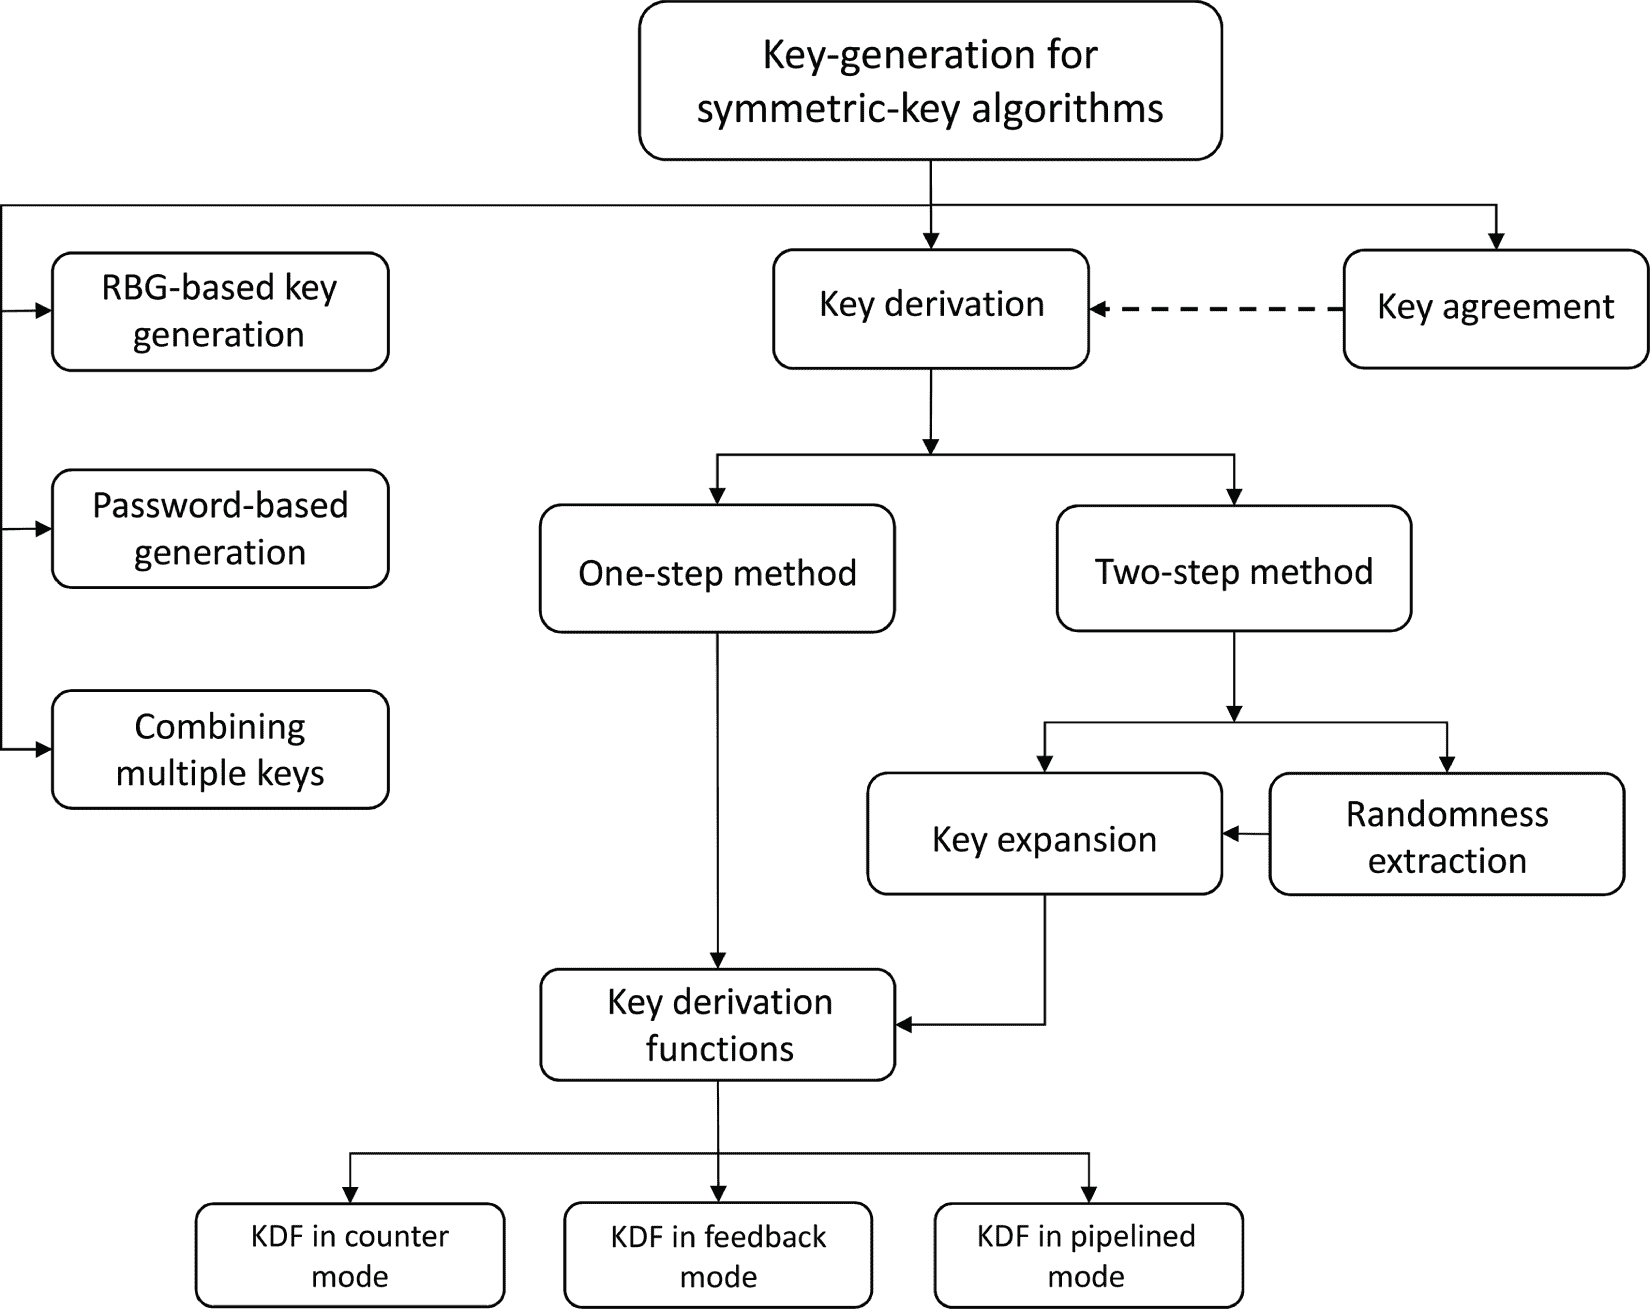 Key-generation for
symmetric-key algorithms
RBG-based key
generation
Key derivation
Key agreement
Password-based
generation
One-step method
Two-step method
Combining
multiple keys
Key expansion
Randomness
extraction
Key derivation
functions
KDF in counter
mode
KDF in feedback
mode
KDF in pipelined
mode